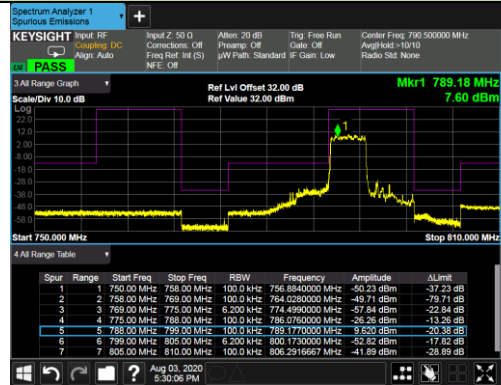 Spectrum Analyzer 1
Spurious Emissions
KEYSIGHT Input: RF Input Z: 50 Ω Atten: 20 dB Trig: Free Run Center Freq: 790.500000 MHz
Coupling: DC Corrections: Off Preamp: Off Gate: Off Avg|Hold:>10/10
Align: Auto Freq Ref: Int (S) µW Path: Standard IF Gain: Low Radio Std: None
NFE: Off
PASS
3 All Range Graph
Ref Lvl Offset 32.00 dB Mkr1 789.18 MHz
Scale/Div 10.0 dB Ref Value 32.00 dBm 7.60 dBm
Log
22.0
12.0
2.00
-8.00
-18.0
-28.0
-38.0
-48.0
-58.0
1
Start 750.000 MHz Stop 810.000 MHz
4 All Range Table
Spur Range Start Freq Stop Freq RBW Frequency Amplitude ΔLimit
1 1 750.00 MHz 758.00 MHz 100.0 kHz 756.8840000 MHz -50.23 dBm -37.23 dB
2 2 758.00 MHz 769.00 MHz 100.0 kHz 764.0280000 MHz -49.71 dBm -79.71 dB
3 3 769.00 MHz 775.00 MHz 6.200 kHz 774.4990000 MHz -57.84 dBm -22.84 dB
4 4 775.00 MHz 788.00 MHz 100.0 kHz 786.0760000 MHz -26.26 dBm -13.26 dB
5 5 788.00 MHz 799.00 MHz 100.0 kHz 789.1770000 MHz 9.620 dBm -20.38 dB
6 6 799.00 MHz 805.00 MHz 6.200 kHz 800.1730000 MHz -52.82 dBm -17.82 dB
7 7 805.00 MHz 810.00 MHz 100.0 kHz 806.2916667 MHz -41.89 dBm -28.89 dB
Aug 03, 2020
5:30:06 PM